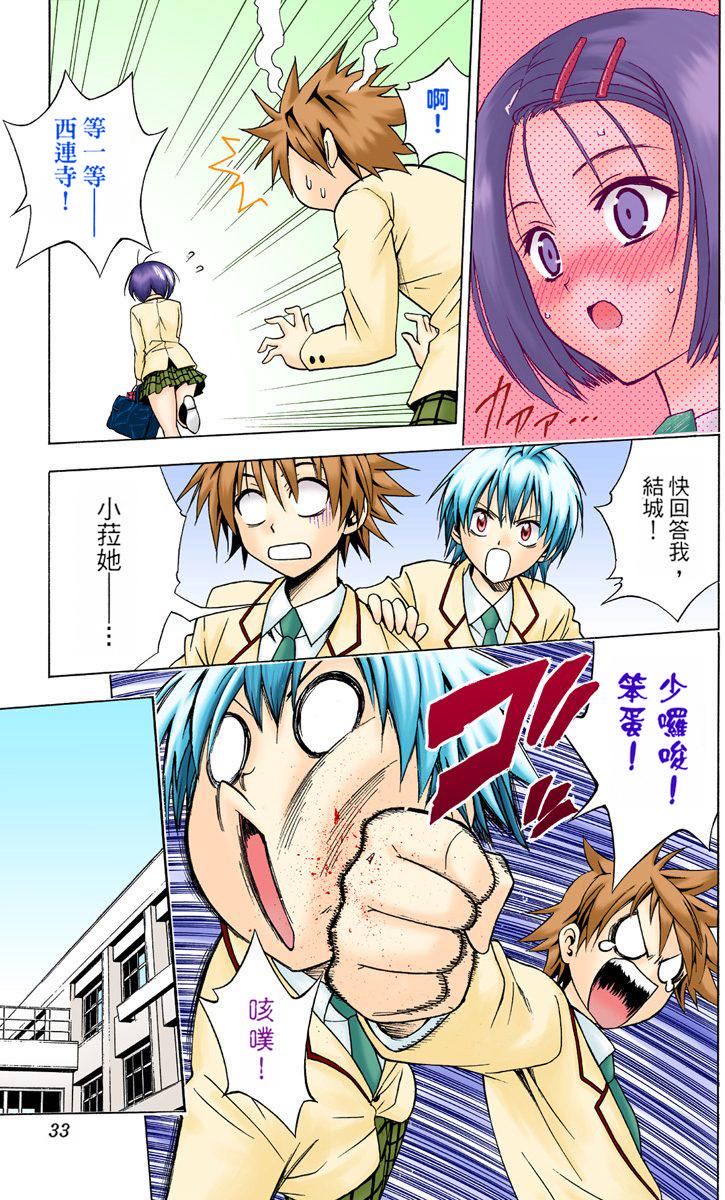 カアァァ…
啊！
等一等——
西連寺！
快回答我，
結城！
小菈她——…
少囉唆！
笨蛋！
ゴッ
咳噗！
33